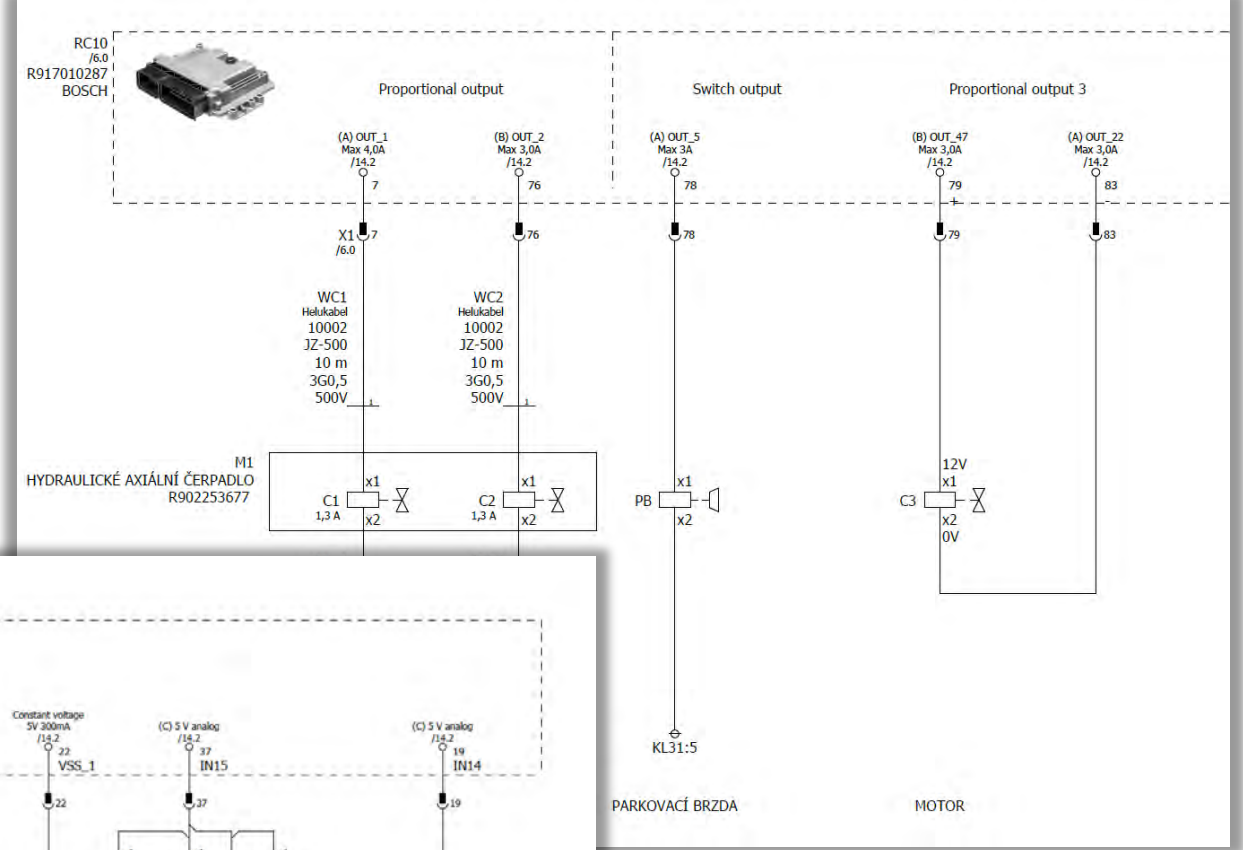 RC10
/6.0
R917010287
BOSCH
Proportional output
Switch output
Proportional output 3
(A) OUT_1
Max 4,0A
/14.2
7
(B) OUT_2
Max 3,0A
/14.2
76
(A) OUT_5
Max 3A
/14.2
78
(B) OUT_47
Max 3,0A
/14.2
79
+
(A) OUT_22
Max 3,0A
/14.2
83
-
X1
/6.0
7
76
78
79
83
WC1
Helukabel
10002
JZ-500
10 m
3G0,5
500V
1
WC2
Helukabel
10002
JZ-500
10 m
3G0,5
500V
1
M1
HYDRAULICKÉ AXIÁLNÍ ČERPADLO
R902253677
x1
C1
1,3 A
x2
x1
C2
1,3 A
x2
x1
PB
x2
12V
x1
C3
x2
0V
KL31:5
PARKOVACÍ BRZDA
MOTOR
Constant voltage
5V 300mA
/14.2
22
VSS_1
22
(C) 5 V analog
/14.2
37
IN15
37
(C) 5 V analog
/14.2
19
IN14
19